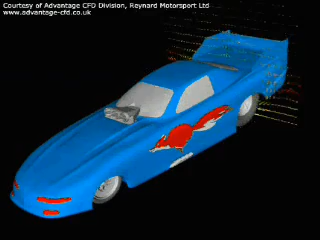 Courtesy of Advantage CFD Division, Reynard Motorsport Ltd
www.advantage-cfd.co.uk